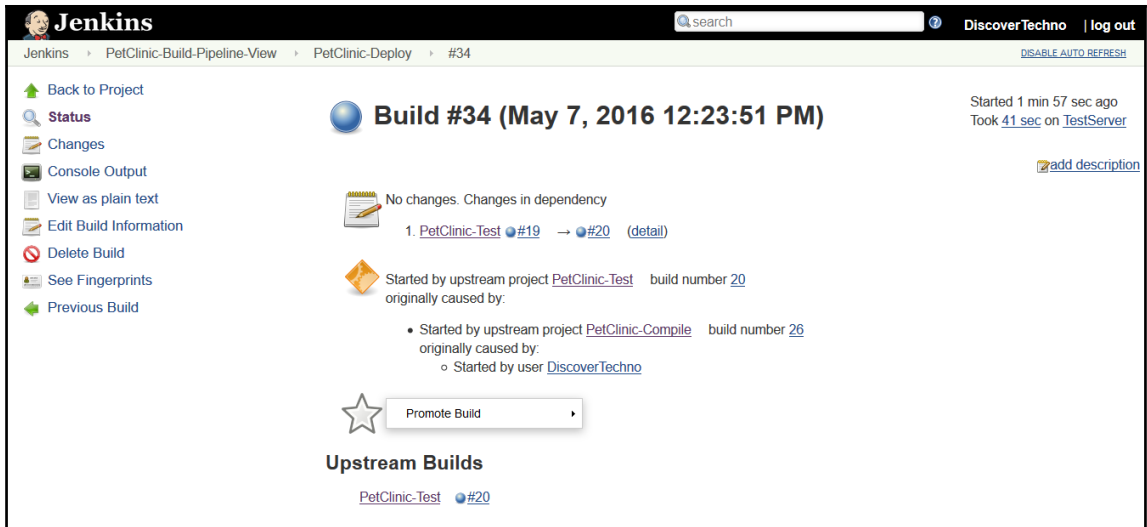 Jenkins
search
DiscoverTechno | log out
Jenkins PetClinic-Build-Pipeline-View PetClinic-Deploy #34
DISABLE AUTO REFRESH
Back to Project
Status
Changes
Console Output
View as plain text
Edit Build Information
Delete Build
See Fingerprints
Previous Build
Build #34 (May 7, 2016 12:23:51 PM)
Started 1 min 57 sec ago
Took 41 sec on TestServer
add description
No changes. Changes in dependency
1. PetClinic-Test #19 → #20 (detail)
Started by upstream project PetClinic-Test build number 20
originally caused by:
• Started by upstream project PetClinic-Compile build number 26
originally caused by:
○ Started by user DiscoverTechno
Promote Build
Upstream Builds
PetClinic-Test #20